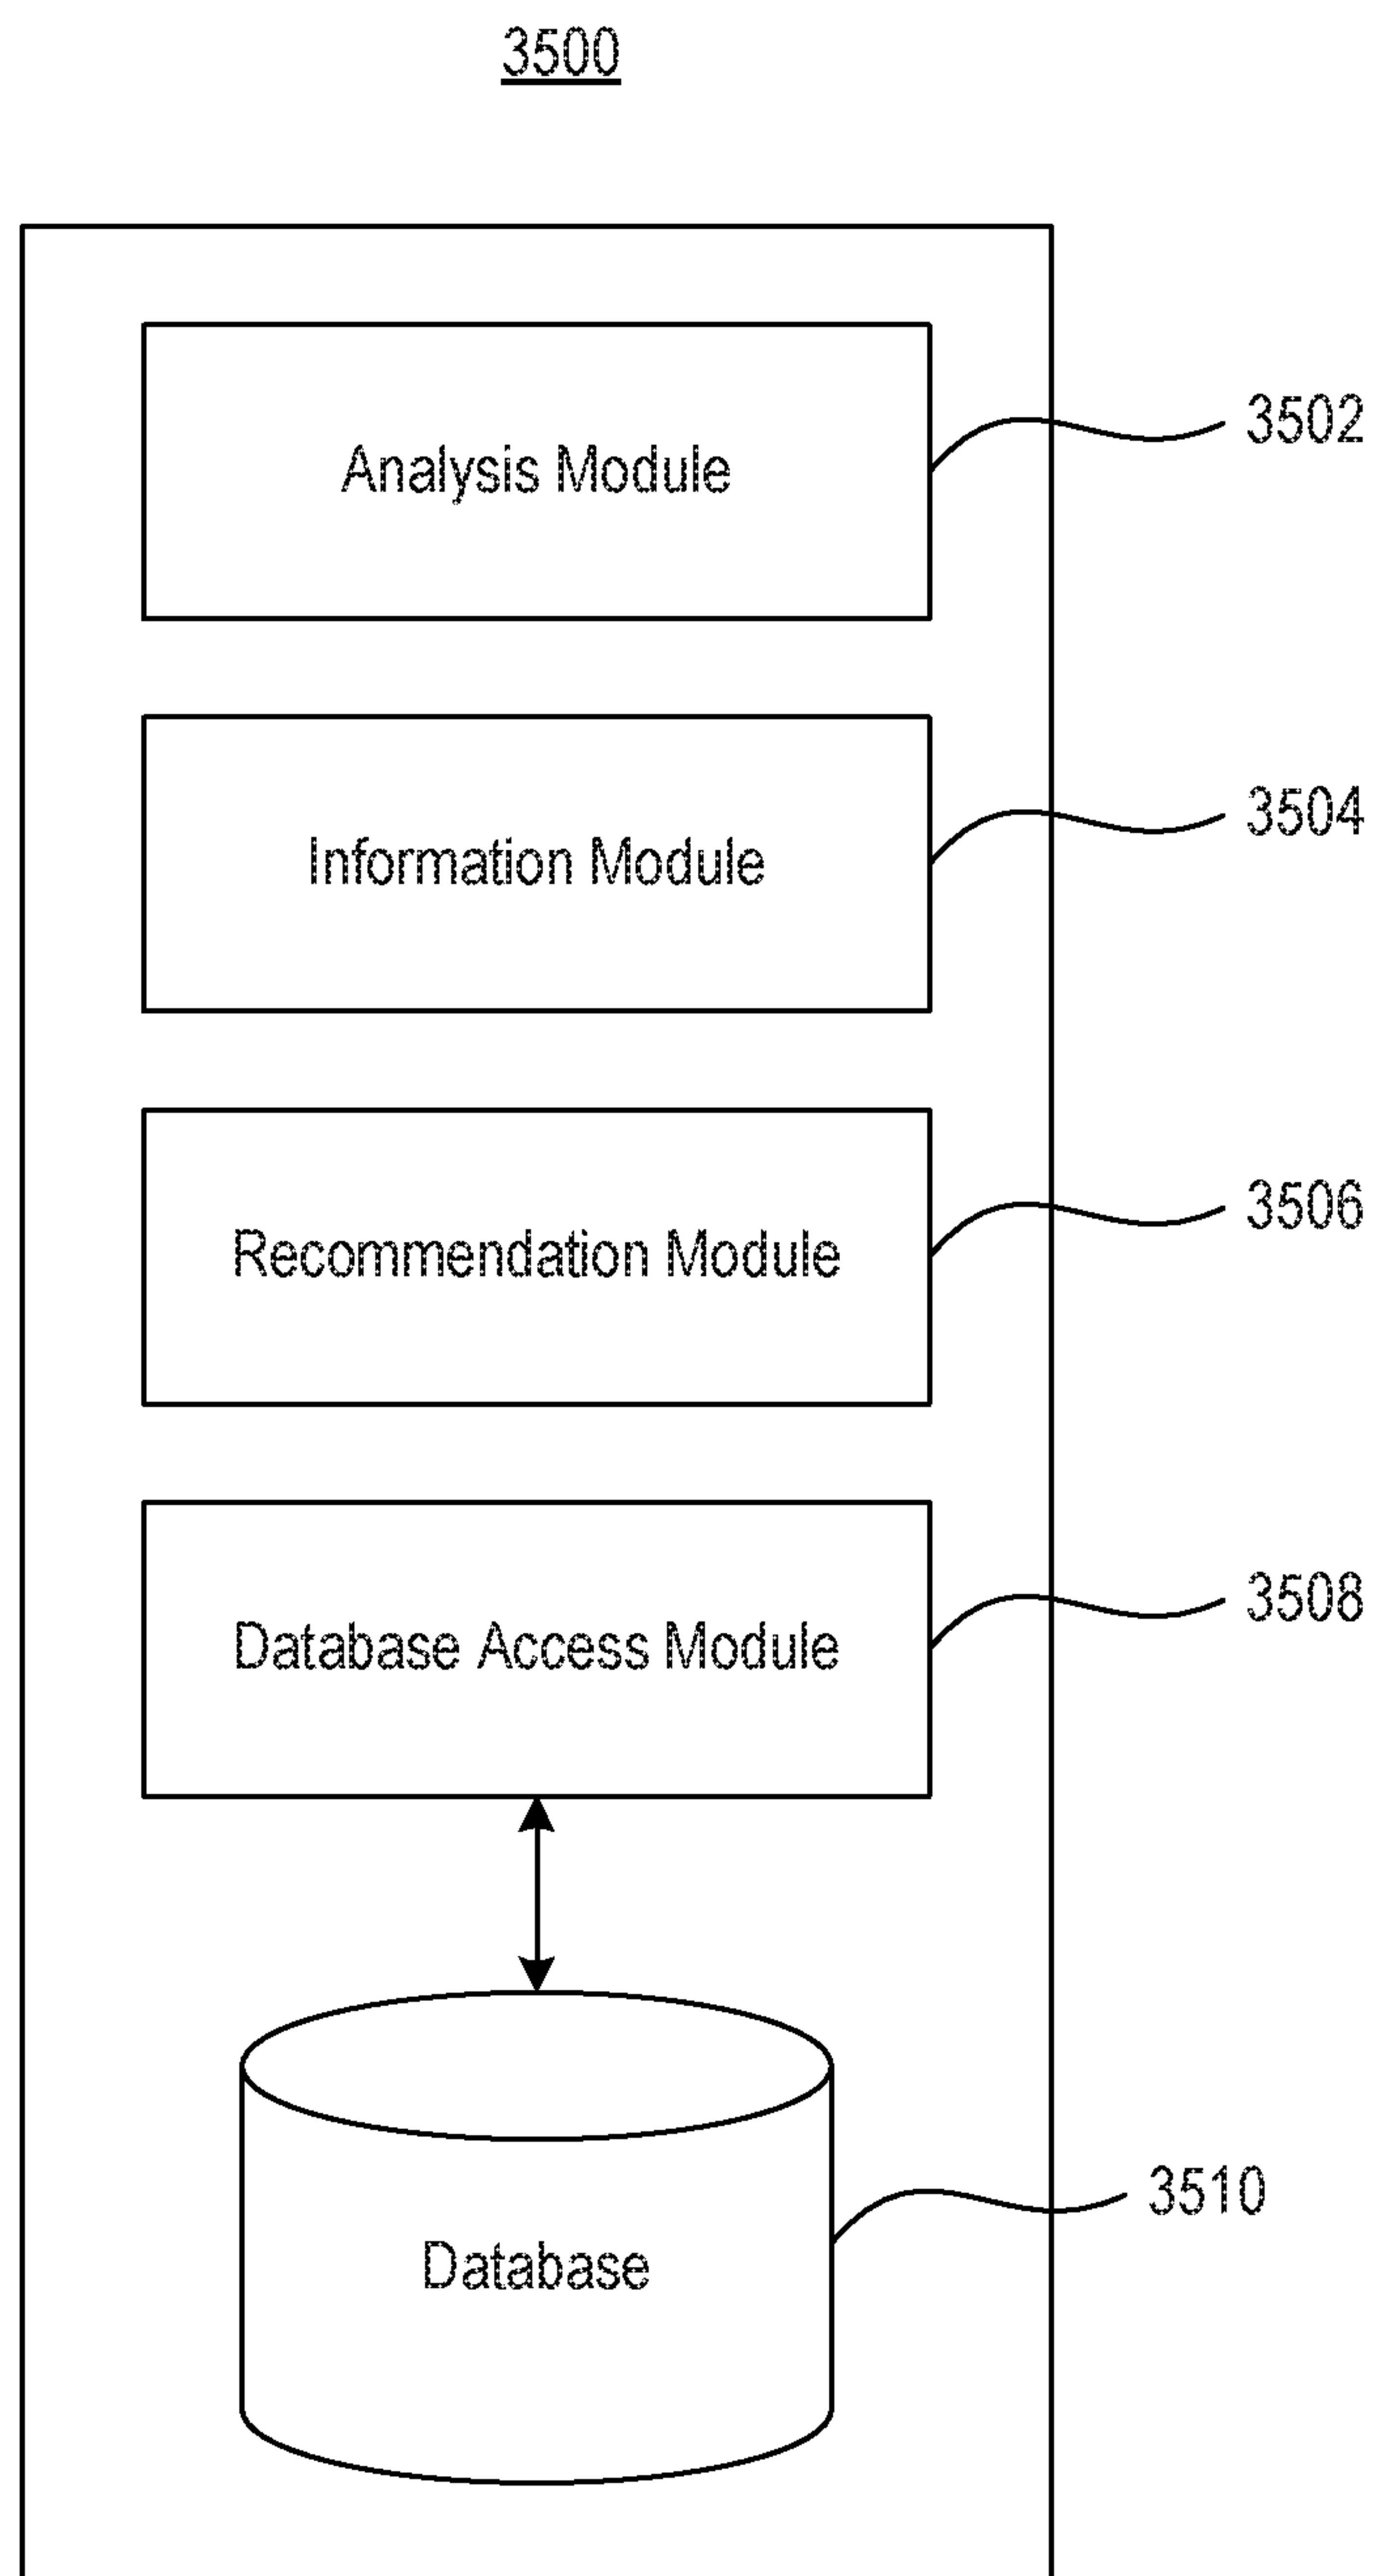 3500
Analysis Module
3502
Information Module
3504
Recommendation Module
3506
Database Access Module
3508
Database
3510